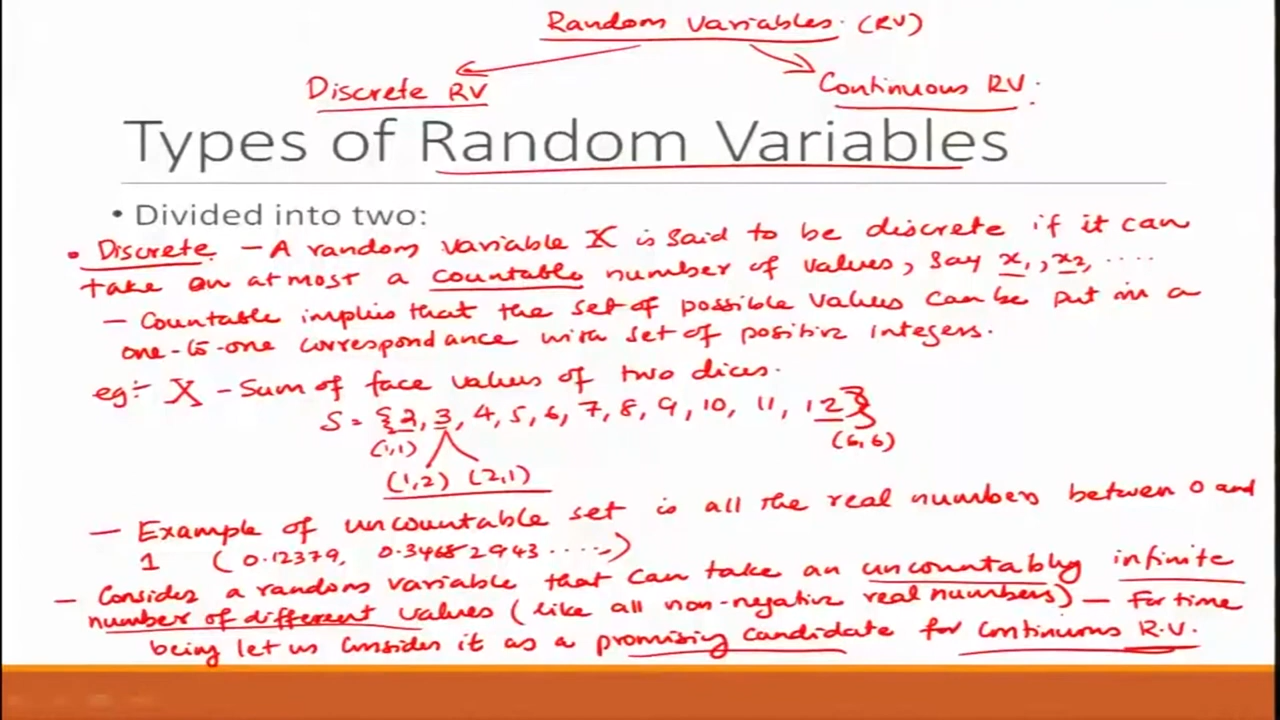 Random Variables. (RV)
Discrete RV
Continuous RV.
Types of Random Variables
• Divided into two:
• Discrete - A random variable X is said to be discrete if it can
take on at most a countable number of values, say x₁, x₂, ....
- Countable implies that the set of possible values can be put in a
one-to-one correspondance with set of positive integers.
eg:- X - Sum of face values of two dices.
S = {2, 3, 4, 5, 6, 7, 8, 9, 10, 11, 12}
(1,1)
(6,6)
(1,2) (2,1)
- Example of uncountable set is all the real numbers between 0 and
1 (0.12379, 0.34682943.....)
- Consider a random variable that can take an uncountably infinite
number of different values (like all non-negative real numbers) - For time
being let us consider it as a promising candidate for continuous R.V.